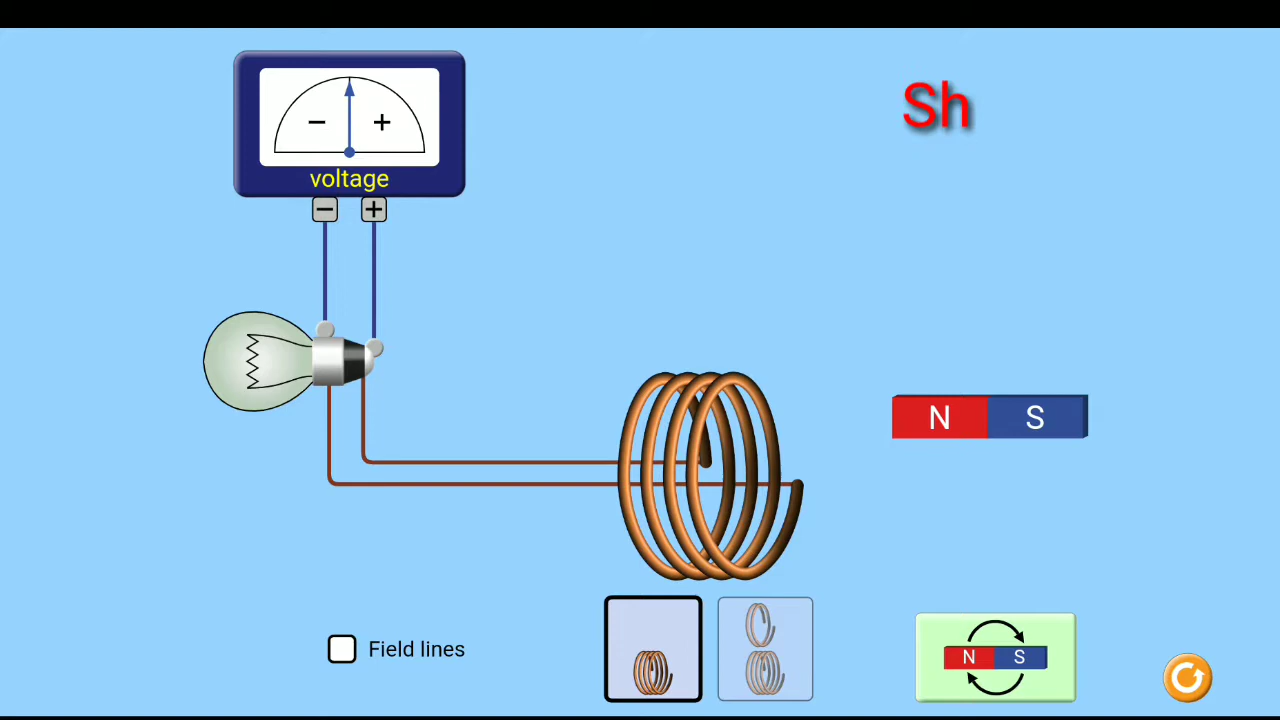 Sh
− +
voltage
− +
N S
Field lines
N S